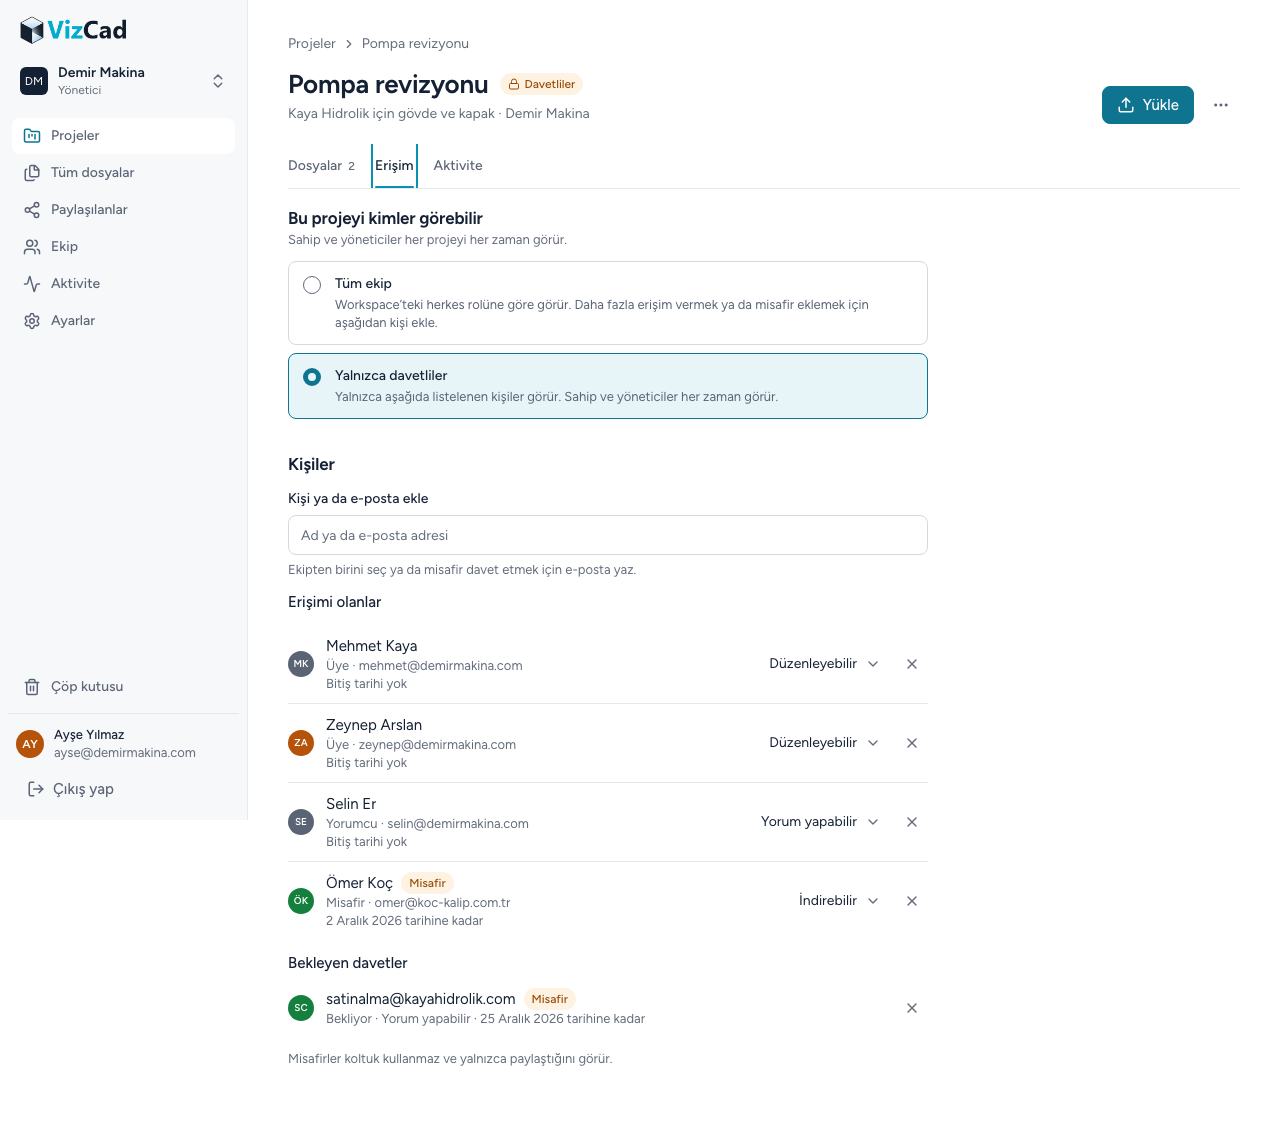 VizCad
DM
Demir Makina
Yönetici
Projeler
Tüm dosyalar
Paylaşılanlar
Ekip
Aktivite
Ayarlar
Çöp kutusu
AY
Ayşe Yılmaz
ayse@demirmakina.com
Çıkış yap
Projeler > Pompa revizyonu
Pompa revizyonu Davetliler
Kaya Hidrolik için gövde ve kapak · Demir Makina
Yükle
Dosyalar 2 Erişim Aktivite
Bu projeyi kimler görebilir
Sahip ve yöneticiler her projeyi her zaman görür.
Tüm ekip
Workspace'teki herkes rolüne göre görür. Daha fazla erişim vermek ya da misafir eklemek için
aşağıdan kişi ekle.
Yalnızca davetliler
Yalnızca aşağıda listelenen kişiler görür. Sahip ve yöneticiler her zaman görür.
Kişiler
Kişi ya da e-posta ekle
Ad ya da e-posta adresi
Ekipten birini seç ya da misafir davet etmek için e-posta yaz.
Erişimi olanlar
MK
Mehmet Kaya
Üye · mehmet@demirmakina.com
Bitiş tarihi yok
Düzenleyebilir
ZA
Zeynep Arslan
Üye · zeynep@demirmakina.com
Bitiş tarihi yok
Düzenleyebilir
SE
Selin Er
Yorumcu · selin@demirmakina.com
Bitiş tarihi yok
Yorum yapabilir
ÖK
Ömer Koç Misafir
Misafir · omer@koc-kalip.com.tr
2 Aralık 2026 tarihine kadar
İndirebilir
Bekleyen davetler
SC
satinalma@kayahidrolik.com Misafir
Bekliyor · Yorum yapabilir · 25 Aralık 2026 tarihine kadar
Misafirler koltuk kullanmaz ve yalnızca paylaştığını görür.